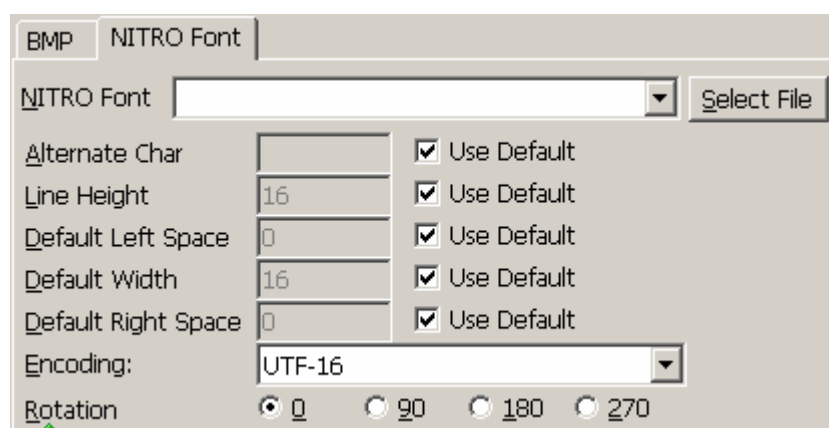 BMP NITRO Font
NITRO Font Select File
Alternate Char Use Default
Line Height 16 Use Default
Default Left Space 0 Use Default
Default Width 16 Use Default
Default Right Space 0 Use Default
Encoding: UTF-16
Rotation 0 90 180 270